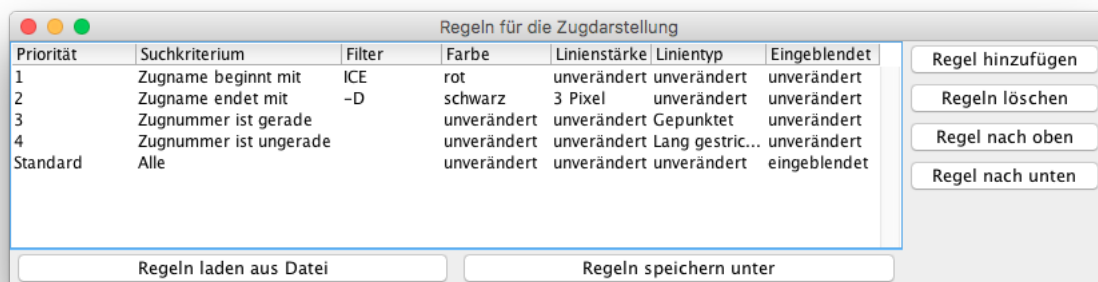 Regeln für die Zugdarstellung
Priorität Suchkriterium Filter Farbe Linienstärke Linientyp Eingeblendet
1 Zugname beginnt mit ICE rot unverändert unverändert unverändert
2 Zugname endet mit -D schwarz 3 Pixel unverändert unverändert
3 Zugnummer ist gerade unverändert unverändert Gepunktet unverändert
4 Zugnummer ist ungerade unverändert unverändert Lang gestric... unverändert
Standard Alle unverändert unverändert unverändert eingeblendet
Regel hinzufügen
Regeln löschen
Regel nach oben
Regel nach unten
Regeln laden aus Datei
Regeln speichern unter